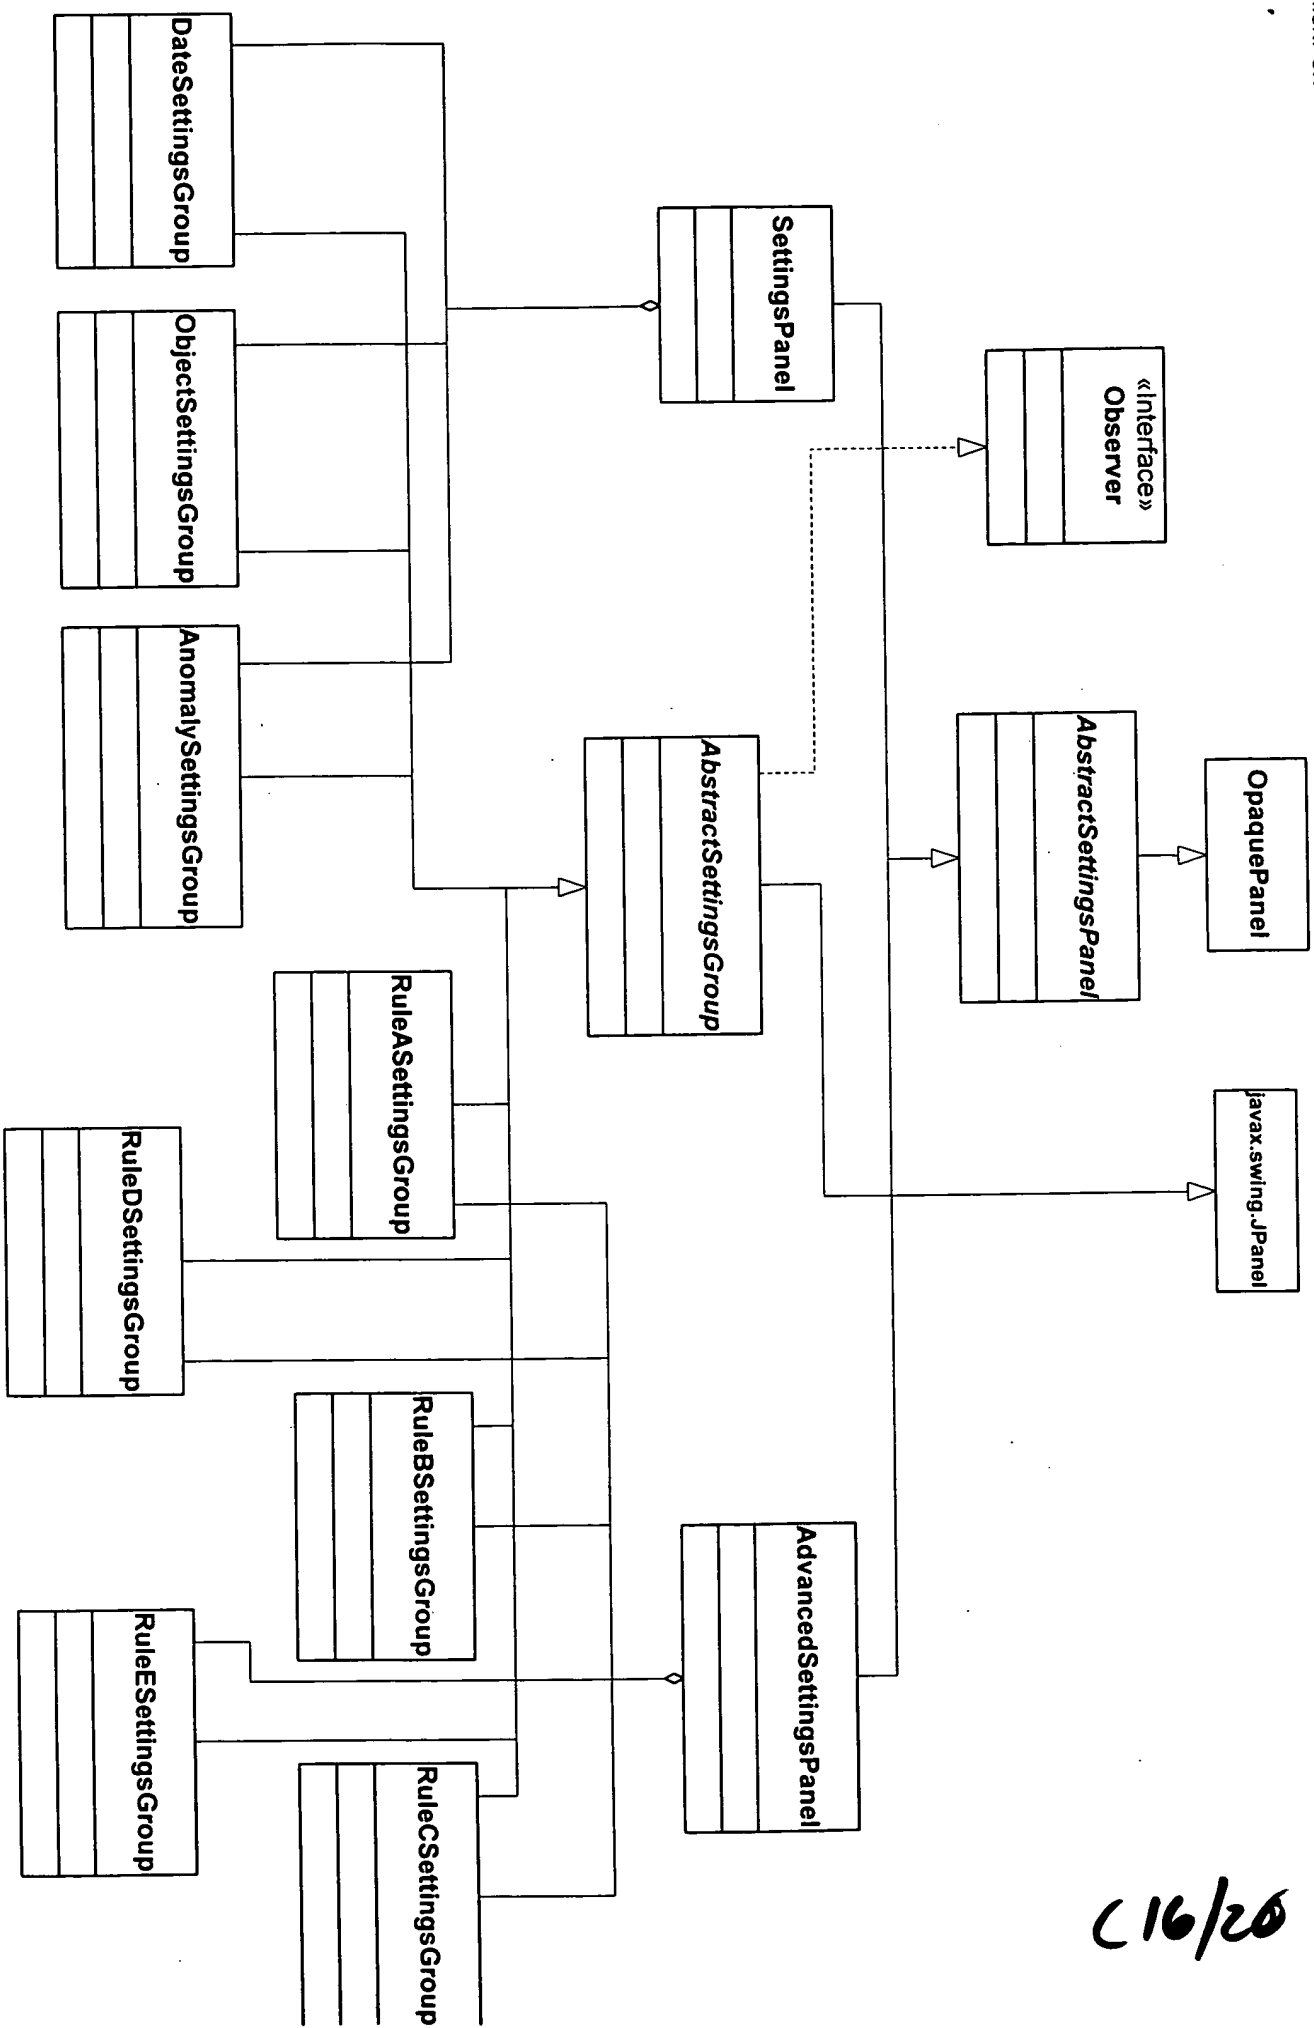 OpaquePanel
javax.swing.JPanel
«Interface»
Observer
AbstractSettingsPanel
SettingsPanel
AbstractSettingsGroup
AdvancedSettingsPanel
DateSettingsGroup
ObjectSettingsGroup
AnomalySettingsGroup
RuleASettingsGroup
RuleBSettingsGroup
RuleCSettingsGroup
RuleDSettingsGroup
RuleESettingsGroup
C16/20